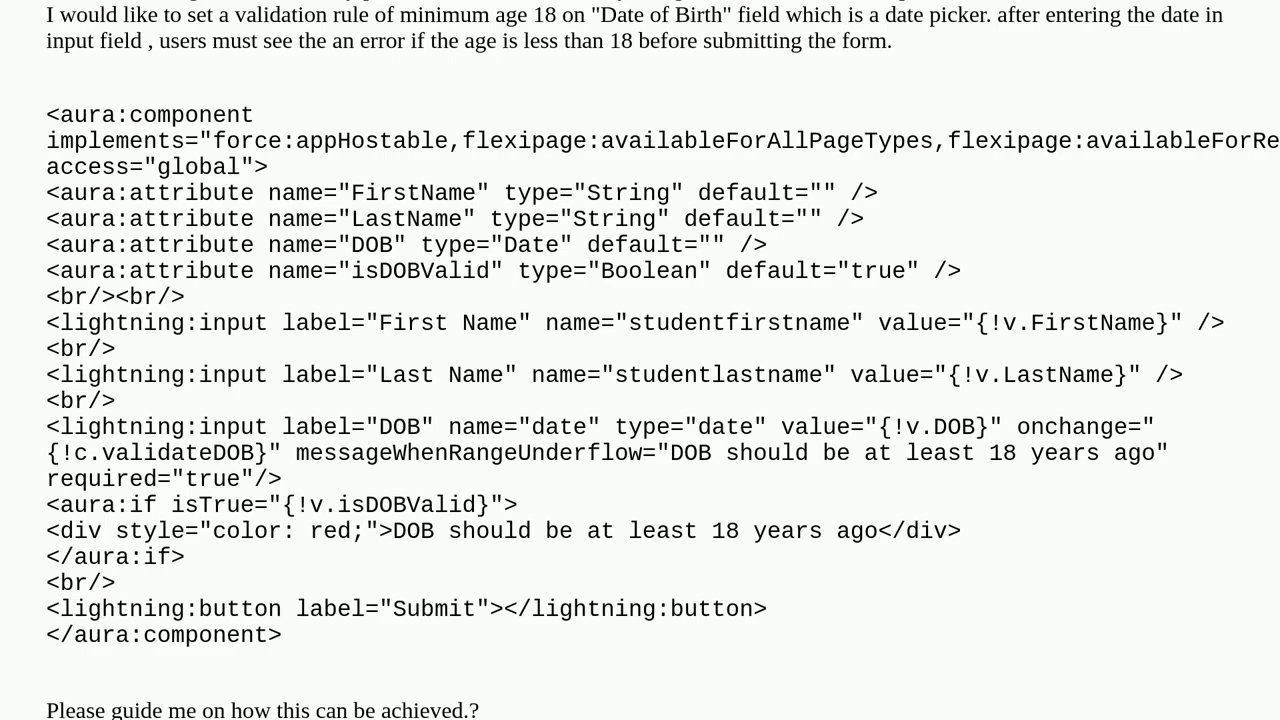 I would like to set a validation rule of minimum age 18 on "Date of Birth" field which is a date picker. after entering the date in
input field , users must see the an error if the age is less than 18 before submitting the form.
<aura:component
implements="force:appHostable,flexipage:availableForAllPageTypes,flexipage:availableForRe
access="global">
<aura:attribute name="FirstName" type="String" default="" />
<aura:attribute name="LastName" type="String" default="" />
<aura:attribute name="DOB" type="Date" default="" />
<aura:attribute name="isDOBValid" type="Boolean" default="true" />
<br/><br/>
<lightning:input label="First Name" name="studentfirstname" value="{!v.FirstName}" />
<br/>
<lightning:input label="Last Name" name="studentlastname" value="{!v.LastName}" />
<br/>
<lightning:input label="DOB" name="date" type="date" value="{!v.DOB}" onchange="
{!c.validateDOB}" messageWhenRangeUnderflow="DOB should be at least 18 years ago"
required="true"/>
<aura:if isTrue="{!v.isDOBValid}">
<div style="color: red;">DOB should be at least 18 years ago</div>
</aura:if>
<br/>
<lightning:button label="Submit"></lightning:button>
</aura:component>
Please guide me on how this can be achieved.?